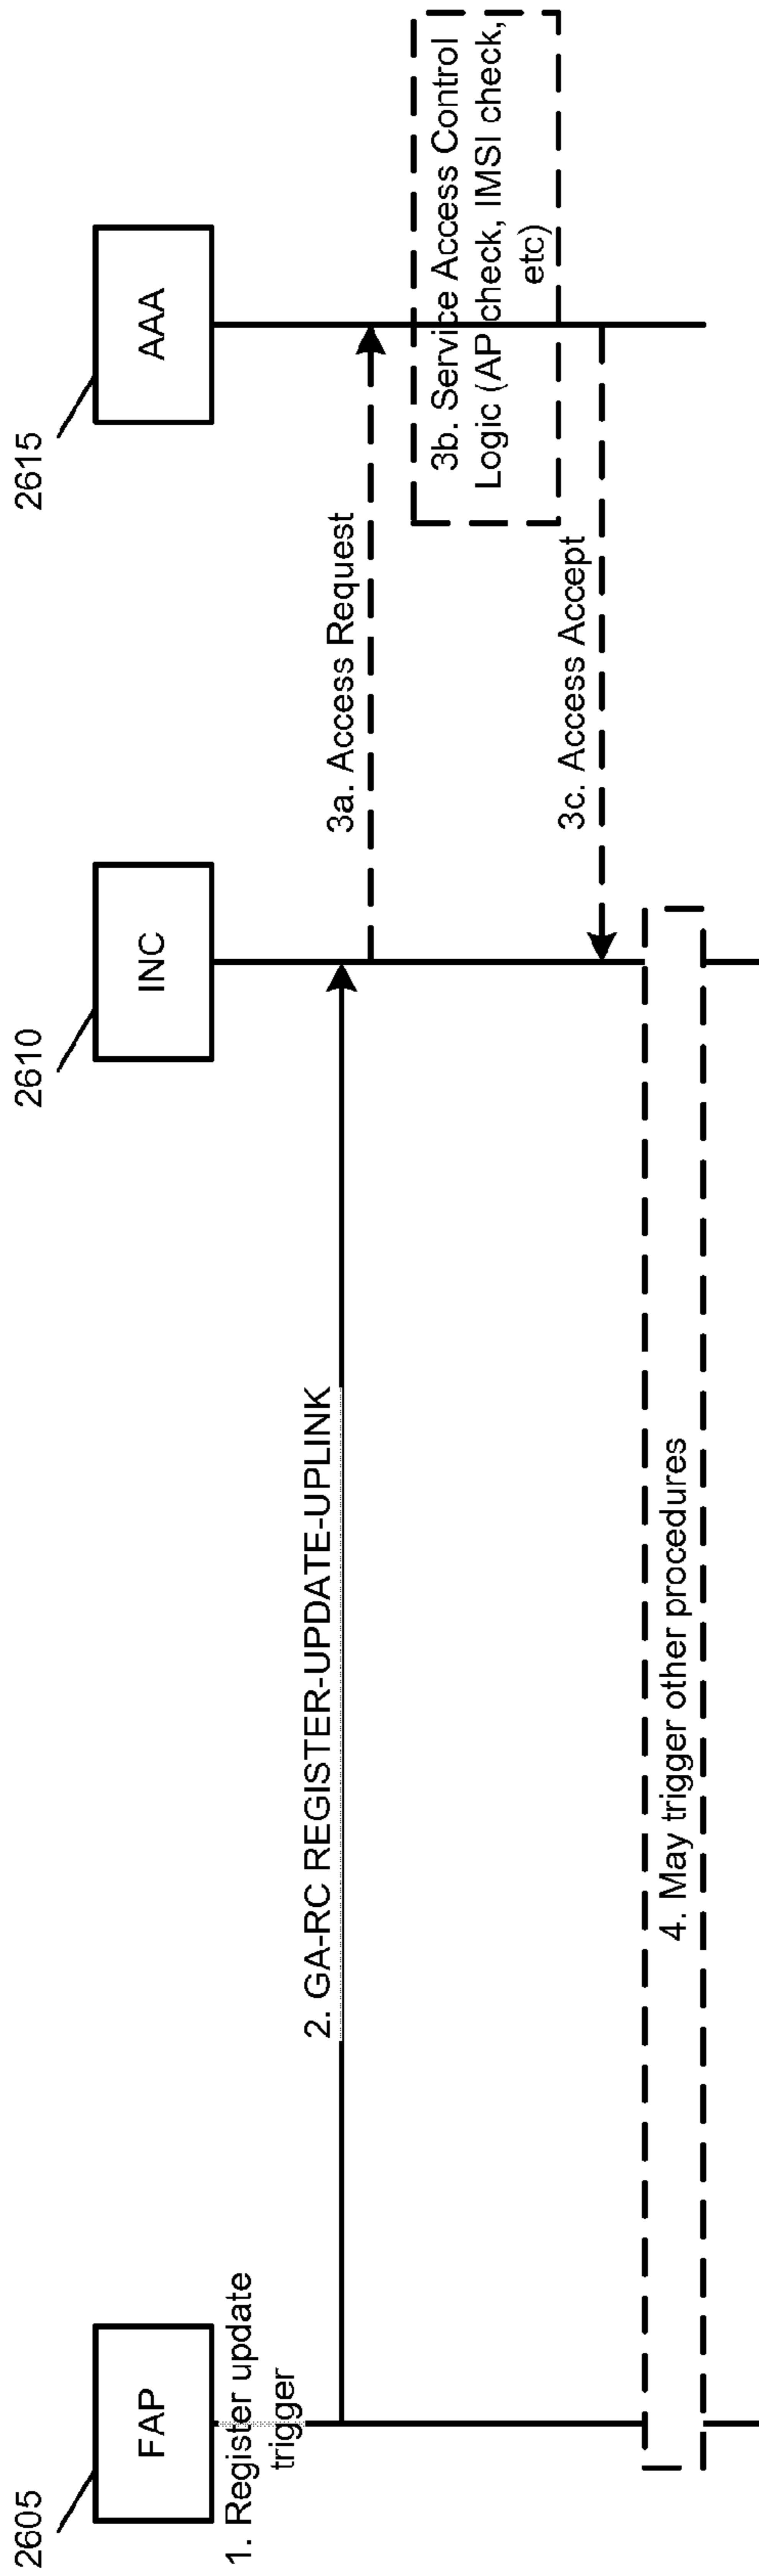 2605
2610
2615
FAP
INC
AAA
1. Register update
trigger
2. GA-RC REGISTER-UPDATE-UPLINK
3a. Access Request
3b. Service Access Control
Logic (AP check, IMSI check,
etc)
3c. Access Accept
4. May trigger other procedures